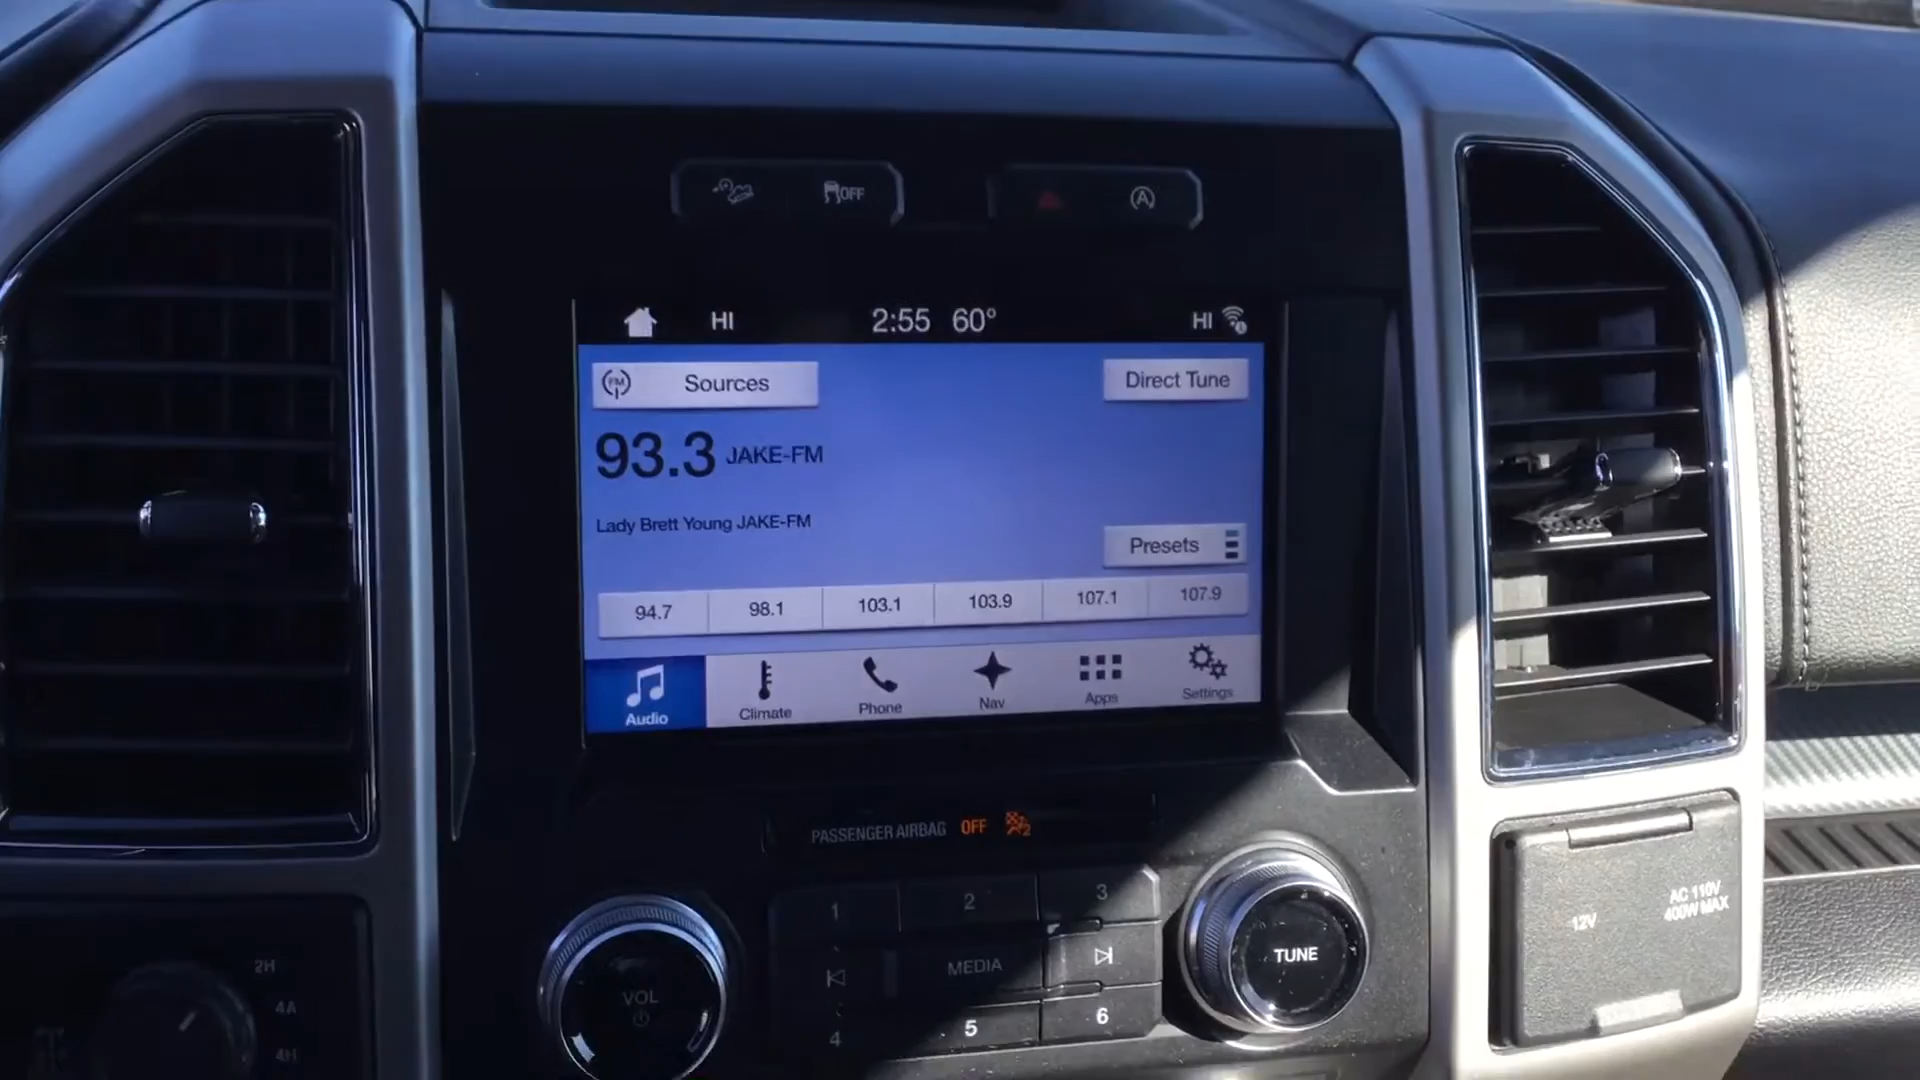 OFF
HI 2:55 60° HI
FM Sources
Direct Tune
93.3 JAKE-FM
Lady Brett Young JAKE-FM
Presets
94.7 98.1 103.1 103.9 107.1 107.9
Audio Climate Phone Nav Apps Settings
PASSENGER AIRBAG OFF
1 2 3
MEDIA
4 5 6
VOL
TUNE
12V
AC 110V
400W MAX
2H
4A
4H